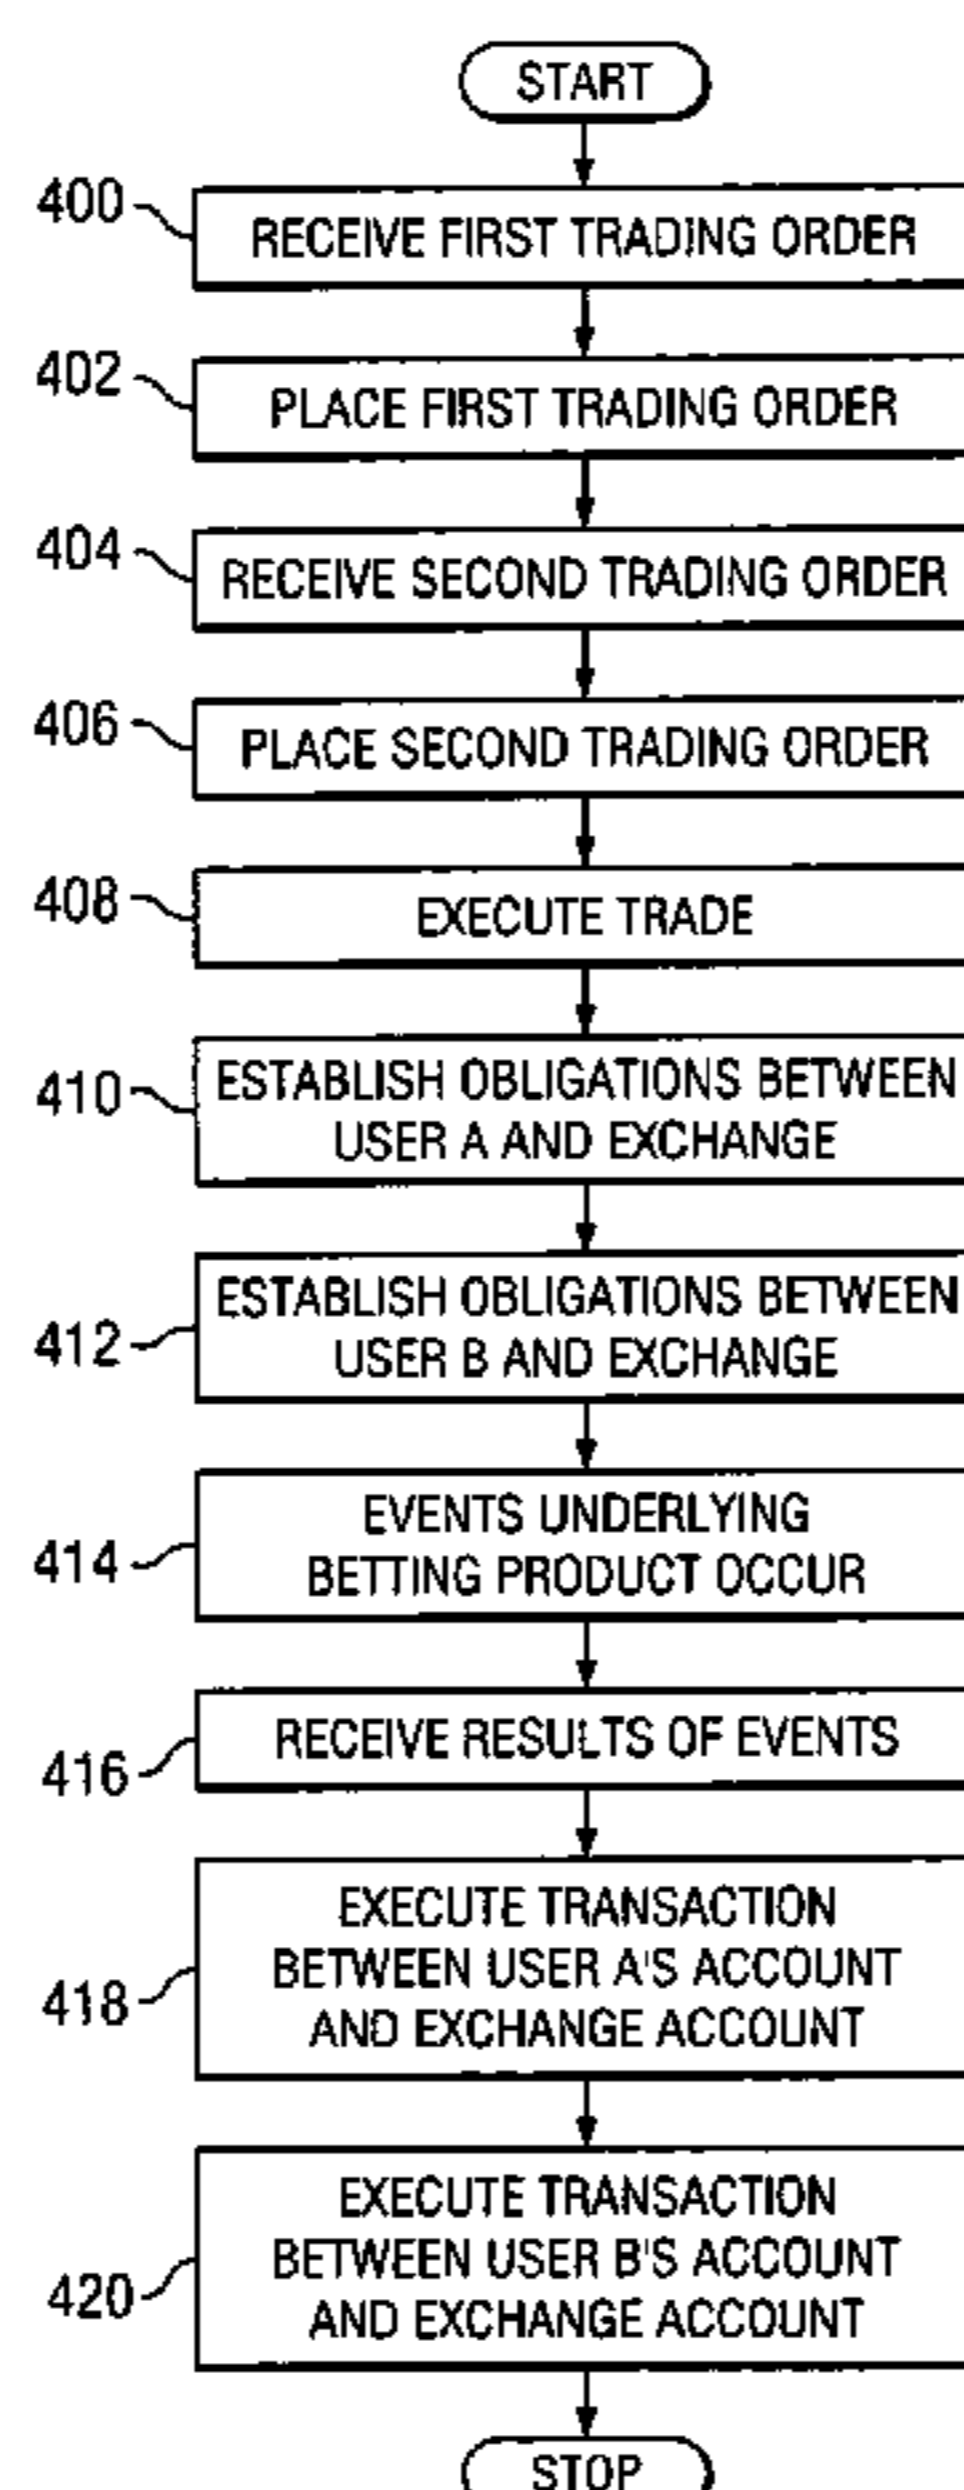 START
400
RECEIVE FIRST TRADING ORDER
402
PLACE FIRST TRADING ORDER
404
RECEIVE SECOND TRADING ORDER
406
PLACE SECOND TRADING ORDER
408
EXECUTE TRADE
410
ESTABLISH OBLIGATIONS BETWEEN
USER A AND EXCHANGE
412
ESTABLISH OBLIGATIONS BETWEEN
USER B AND EXCHANGE
414
EVENTS UNDERLYING
BETTING PRODUCT OCCUR
416
RECEIVE RESULTS OF EVENTS
418
EXECUTE TRANSACTION
BETWEEN USER A'S ACCOUNT
AND EXCHANGE ACCOUNT
420
EXECUTE TRANSACTION
BETWEEN USER B'S ACCOUNT
AND EXCHANGE ACCOUNT
STOP